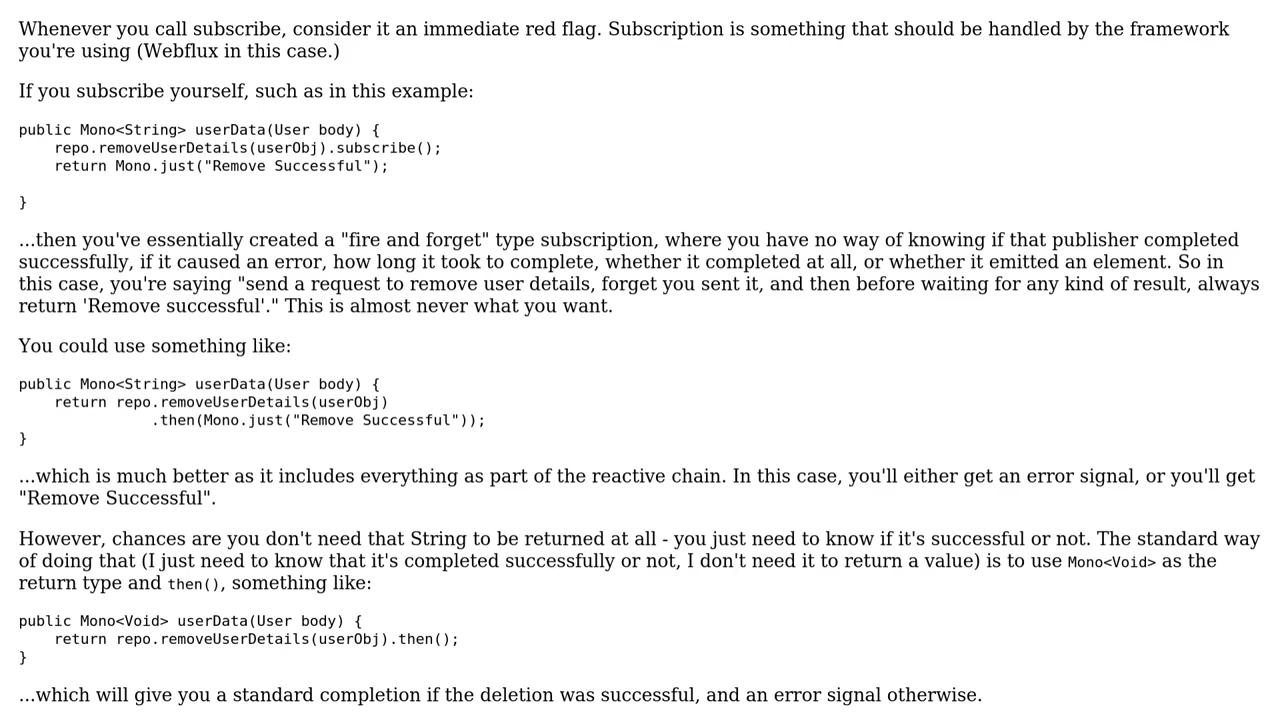 Whenever you call subscribe, consider it an immediate red flag. Subscription is something that should be handled by the framework
you're using (Webflux in this case.)
If you subscribe yourself, such as in this example:
public Mono<String> userData(User body) {
    repo.removeUserDetails(userObj).subscribe();
    return Mono.just("Remove Successful");
}
...then you've essentially created a "fire and forget" type subscription, where you have no way of knowing if that publisher completed
successfully, if it caused an error, how long it took to complete, whether it completed at all, or whether it emitted an element. So in
this case, you're saying "send a request to remove user details, forget you sent it, and then before waiting for any kind of result, always
return 'Remove successful'." This is almost never what you want.
You could use something like:
public Mono<String> userData(User body) {
    return repo.removeUserDetails(userObj)
               .then(Mono.just("Remove Successful"));
}
...which is much better as it includes everything as part of the reactive chain. In this case, you'll either get an error signal, or you'll get
"Remove Successful".
However, chances are you don't need that String to be returned at all - you just need to know if it's successful or not. The standard way
of doing that (I just need to know that it's completed successfully or not, I don't need it to return a value) is to use Mono<Void> as the
return type and then(), something like:
public Mono<Void> userData(User body) {
    return repo.removeUserDetails(userObj).then();
}
...which will give you a standard completion if the deletion was successful, and an error signal otherwise.